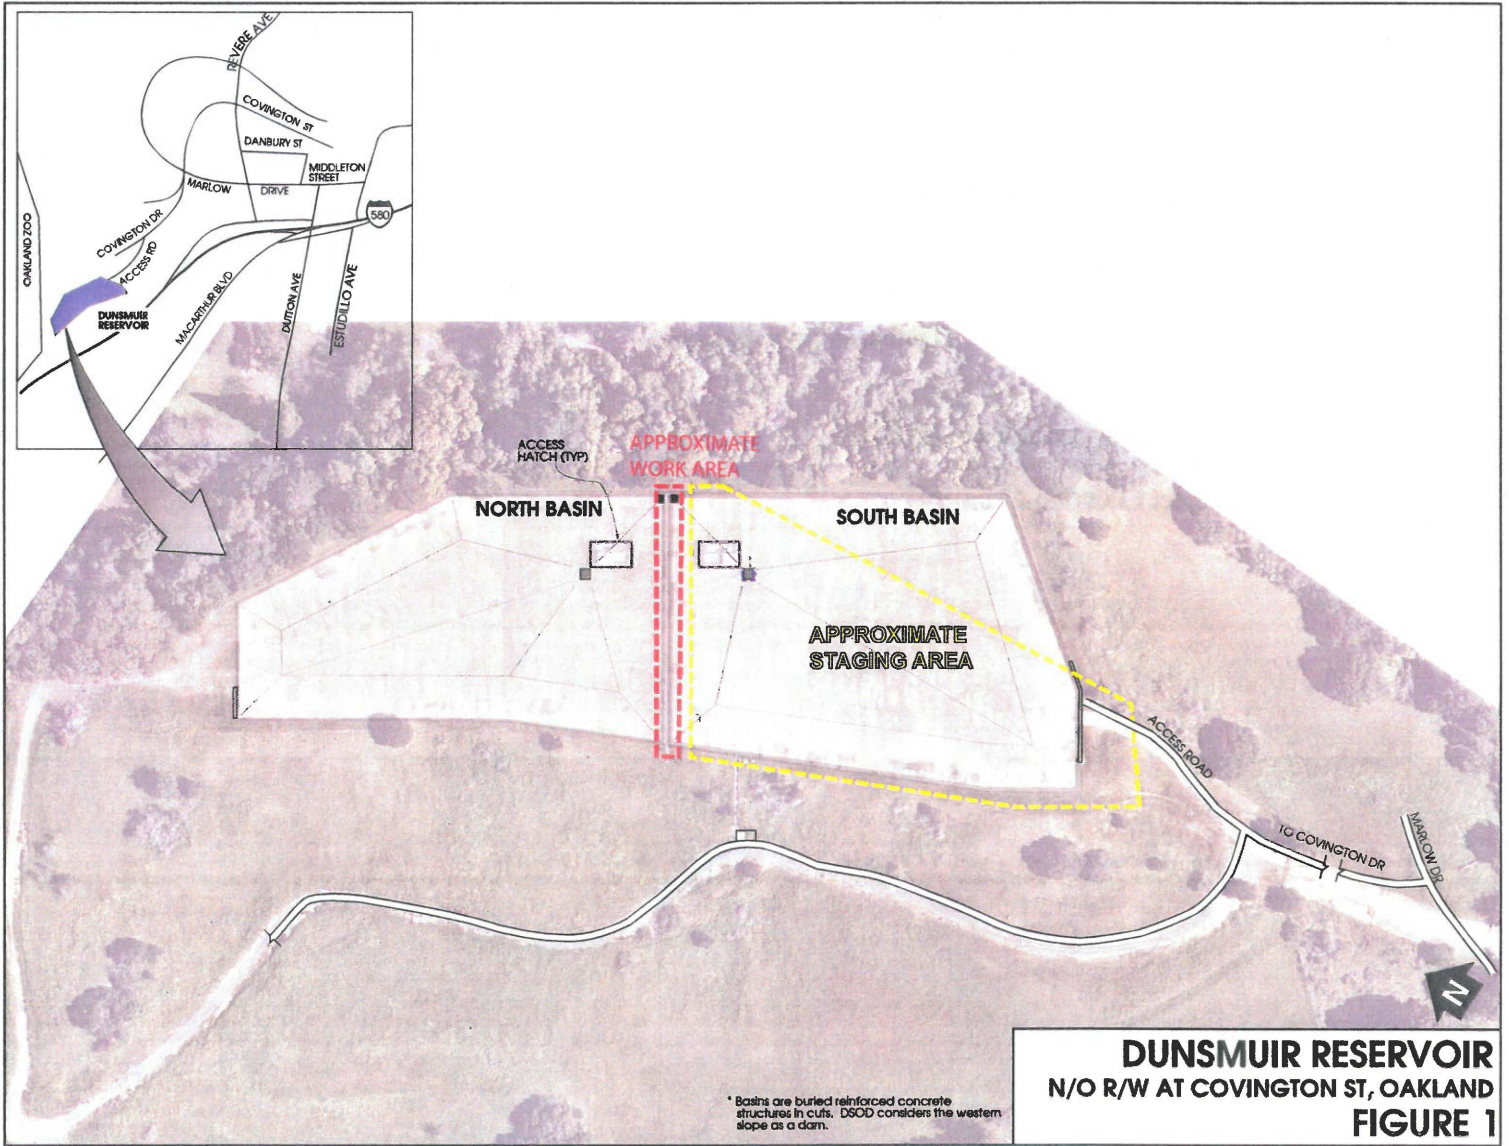 REVERE AVE
COVINGTON ST
DANBURY ST
MIDDLETON
STREET
MARLOW
DRIVE
580
OAKLAND ZOO
COVINGTON DR
ACCESS RD
DUNSMUIR
RESERVOIR
MACARTHUR BLVD
DUTTON AVE
ESTUDILLO AVE
ACCESS
HATCH (TYP)
APPROXIMATE
WORK AREA
NORTH BASIN
SOUTH BASIN
APPROXIMATE
STAGING AREA
ACCESS ROAD
TO COVINGTON DR
MARLOW DR
N
DUNSMUIR RESERVOIR
N/O R/W AT COVINGTON ST, OAKLAND
FIGURE 1
* Basins are buried reinforced concrete
structures in cuts. DSOD considers the western
slope as a dam.